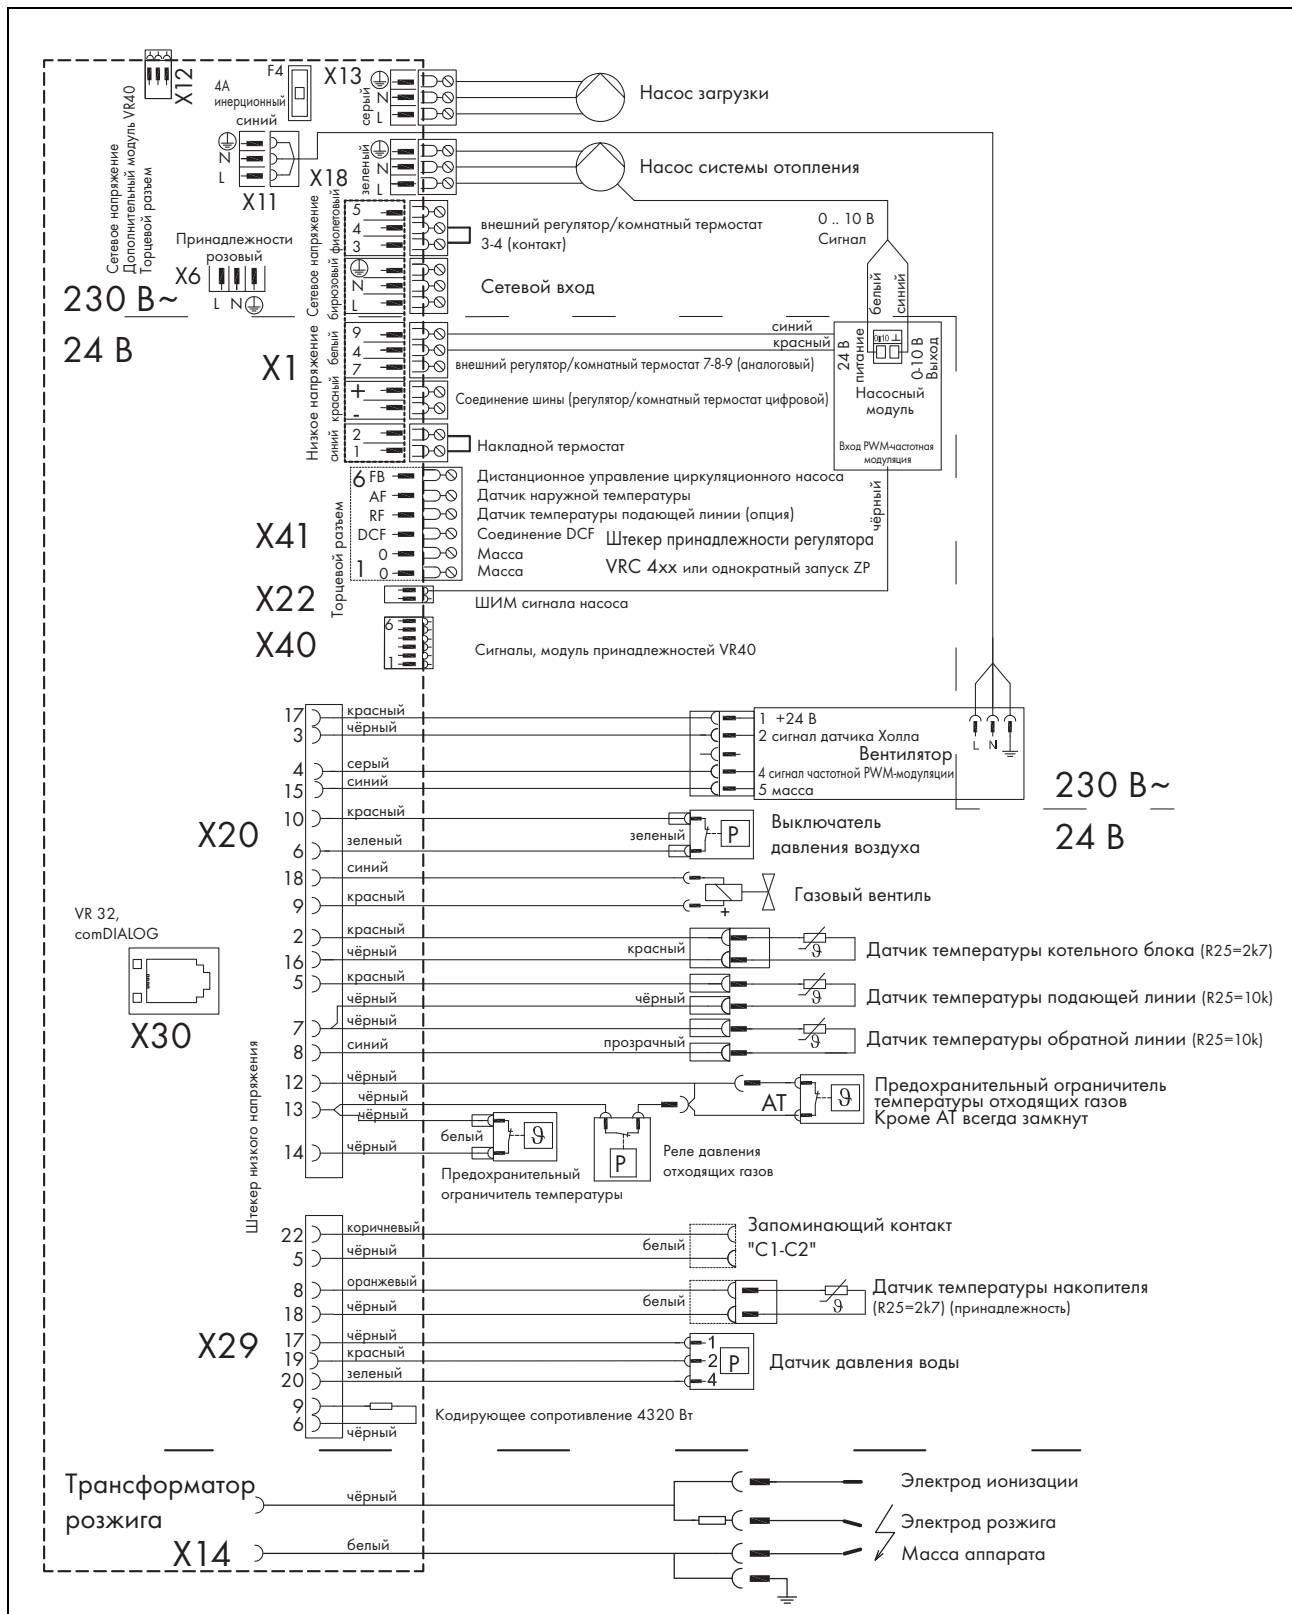 X12
F4
4А
инерционный
синий
N
L
X11
X13
серый
N
L
Насос загрузки
X18
зеленый
N
L
Насос системы отопления
Сетевое напряжение
Дополнительный модуль VR40
Торцевой разъем
Принадлежности
розовый
X6
L N
230 В~
24 В
Сетевое напряжение
фиолетовый
5
4
3
внешний регулятор/комнатный термостат
3-4 (контакт)
0 .. 10 В
Сигнал
белый
синий
бирюзовый
N
L
Сетевой вход
X1
Низкое напряжение
белый
9
4
7
синий
красный
внешний регулятор/комнатный термостат 7-8-9 (аналоговый)
24 В
питание
0-10 В
Выход
0 10
Насосный
модуль
Вход PWM-частотная
модуляция
чёрный
красный
+
-
Соединение шины (регулятор/комнатный термостат цифровой)
синий
2
1
Накладной термостат
X41
Торцевой разъем
6 FB
Дистанционное управление циркуляционного насоса
AF
Датчик наружной температуры
RF
Датчик температуры подающей линии (опция)
DCF
Соединение DCF
Штекер принадлежности регулятора
0
Масса
VRC 4xx или однократный запуск ZP
1 0
Масса
X22
ШИМ сигнала насоса
X40
6
1
Сигналы, модуль принадлежностей VR40
X20
17
красный
1 +24 В
3
чёрный
2 сигнал датчика Холла
Вентилятор
L N
4
серый
4 сигнал частотной PWM-модуляции
15
синий
5 масса
230 В~
24 В
10
красный
зеленый
P
Выключатель
давления воздуха
6
зеленый
18
синий
Газовый вентиль
9
красный
+
VR 32,
comDIALOG
X30
2
красный
красный
ϑ
Датчик температуры котельного блока (R25=2k7)
16
чёрный
5
красный
чёрный
чёрный
ϑ
Датчик температуры подающей линии (R25=10k)
7
чёрный
прозрачный
ϑ
Датчик температуры обратной линии (R25=10k)
8
синий
Штекер низкого напряжения
12
чёрный
AT
ϑ
Предохранительный ограничитель
температуры отходящих газов
Кроме АТ всегда замкнут
13
чёрный
чёрный
белый
ϑ
14
чёрный
Предохранительный
ограничитель температуры
P
Реле давления
отходящих газов
22
коричневый
белый
Запоминающий контакт
"C1-C2"
5
чёрный
8
оранжевый
белый
ϑ
Датчик температуры накопителя
(R25=2k7) (принадлежность)
18
чёрный
X29
17
чёрный
1
19
красный
2
P
Датчик давления воды
20
зеленый
4
9
Кодирующее сопротивление 4320 Вт
6
чёрный
Трансформатор
розжига
чёрный
Электрод ионизации
Электрод розжига
X14
белый
Масса аппарата